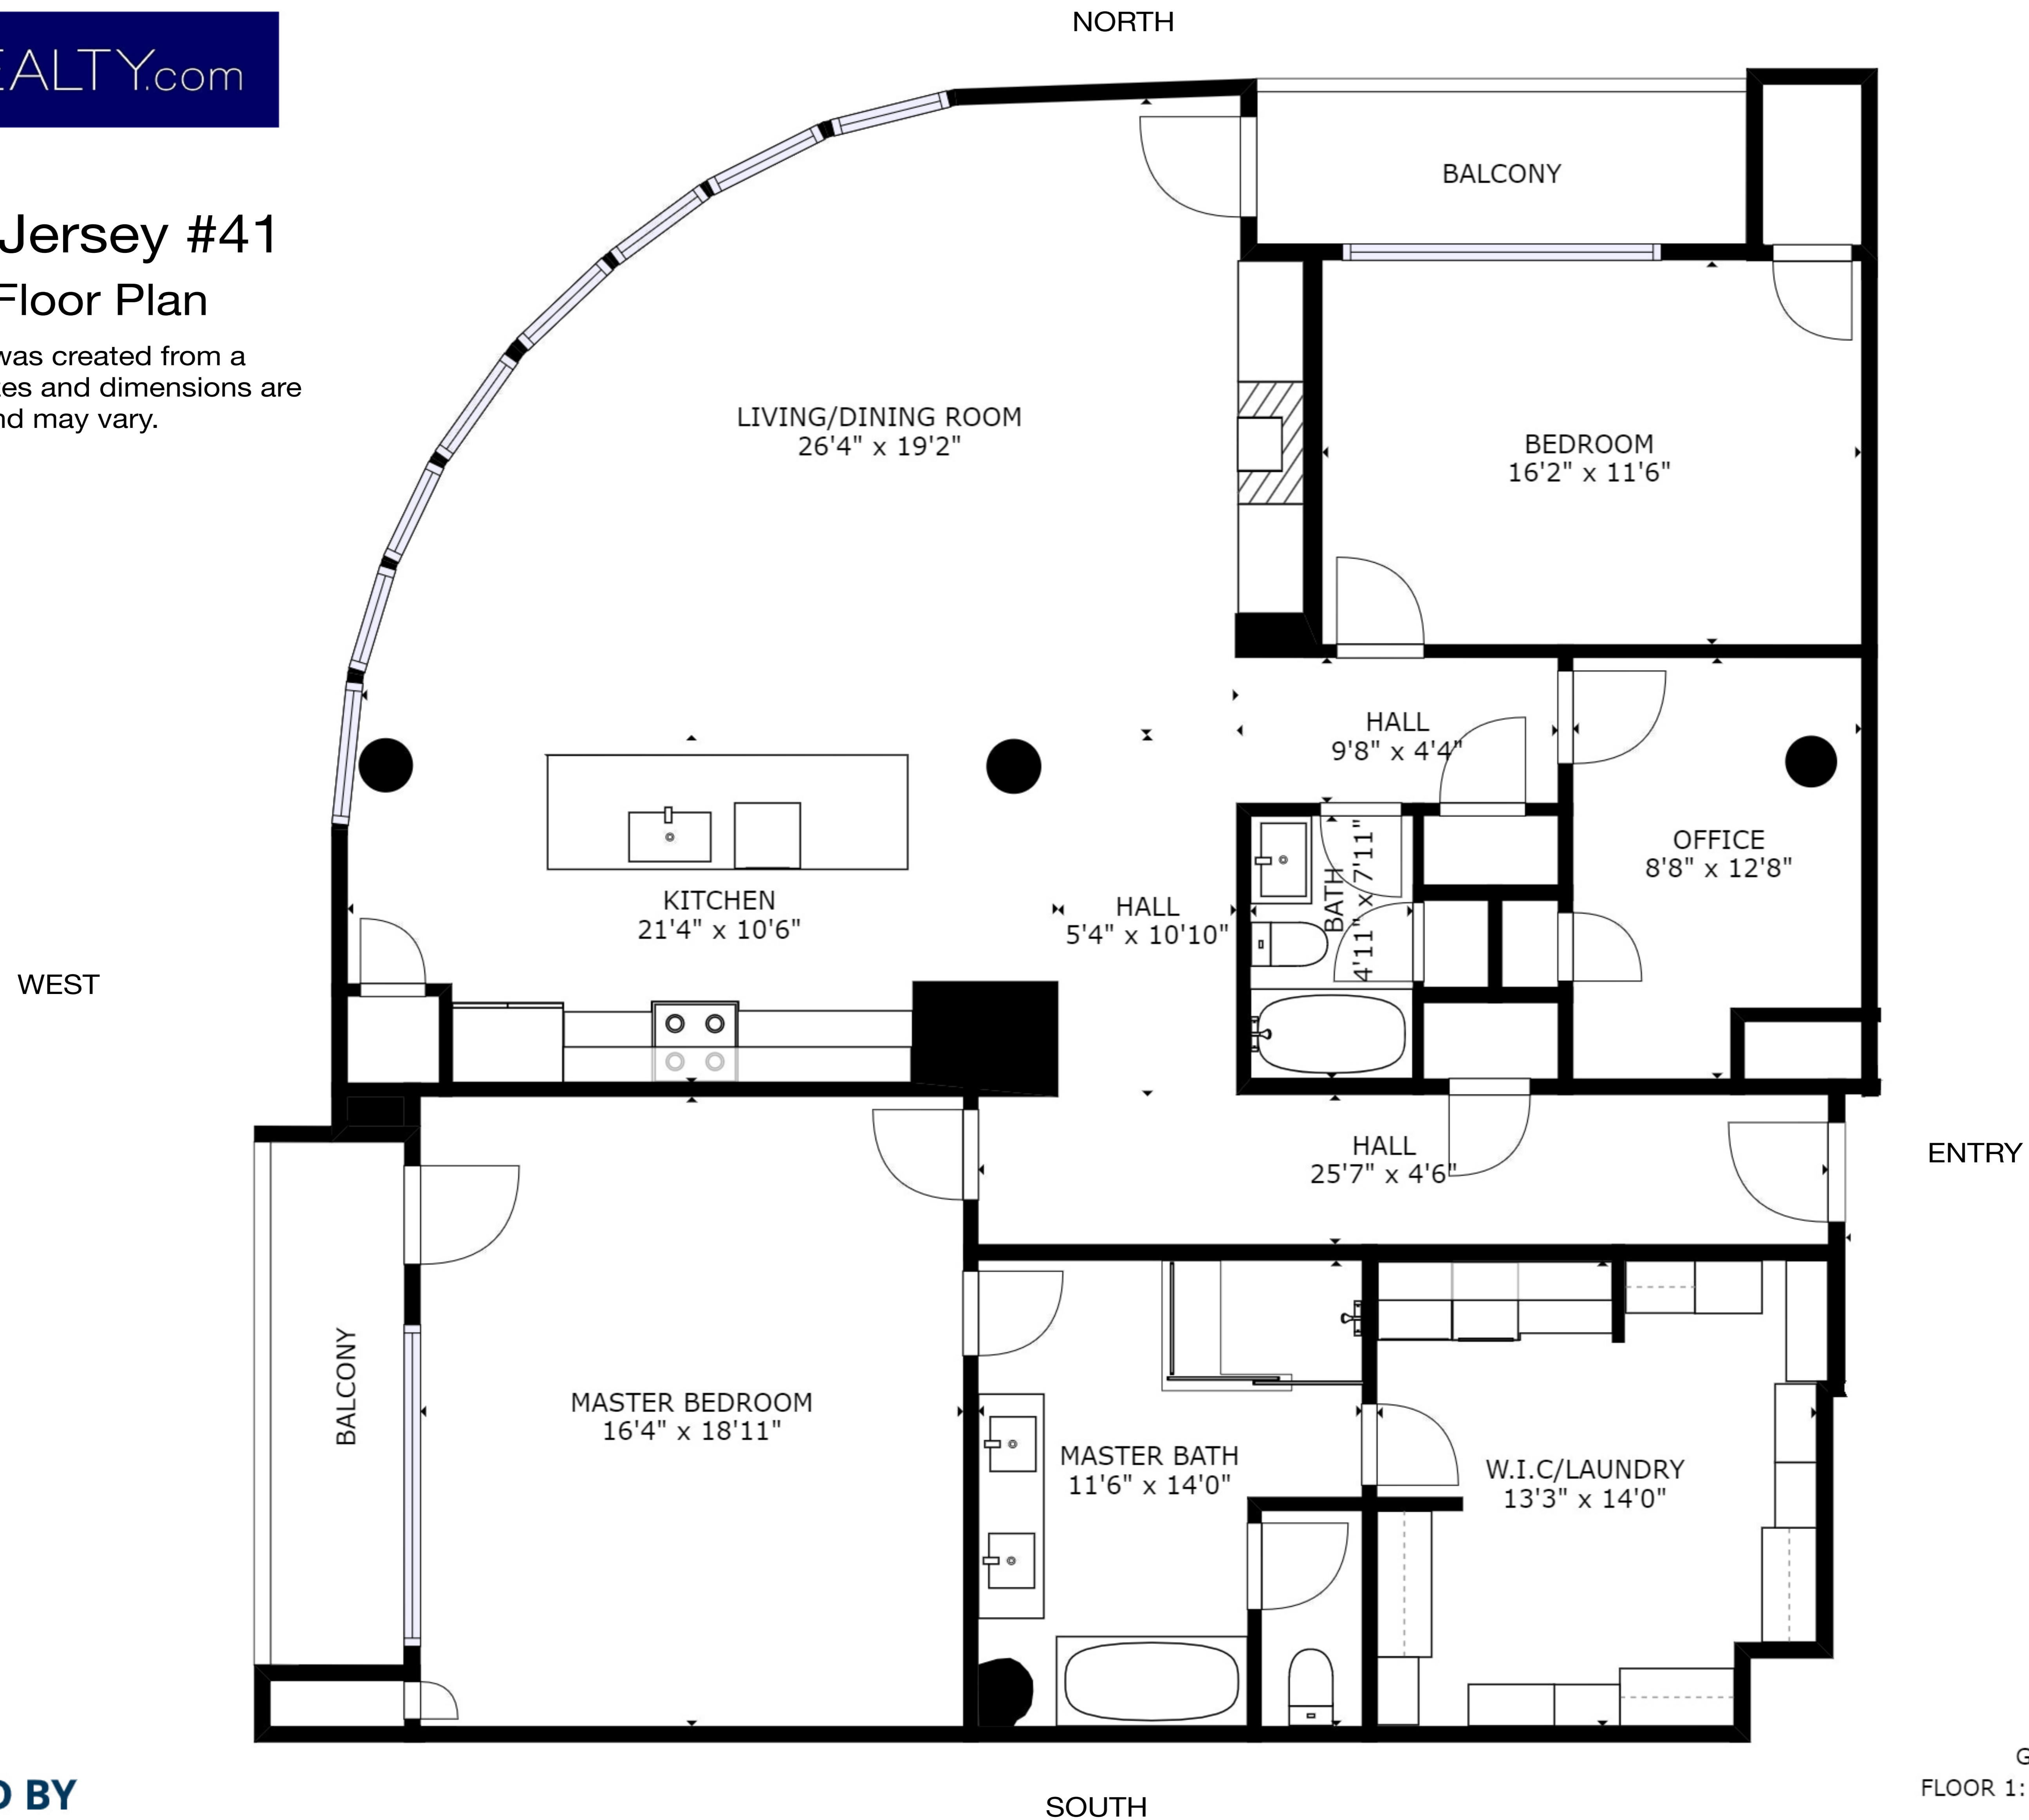 NORTH
EALTY.com
Jersey #41
Floor Plan
was created from a
and dimensions are
may vary.
BALCONY
LIVING/DINING ROOM
26'4" x 19'2"
BEDROOM
16'2" x 11'6"
HALL
9'8" x 4'4"
OFFICE
8'8" x 12'8"
BATH
4'11" x 7'11"
KITCHEN
21'4" x 10'6"
HALL
5'4" x 10'10"
WEST
HALL
25'7" x 4'6"
ENTRY
BALCONY
MASTER BEDROOM
16'4" x 18'11"
MASTER BATH
11'6" x 14'0"
W.I.C/LAUNDRY
13'3" x 14'0"
G
FLOOR 1:
BY
SOUTH